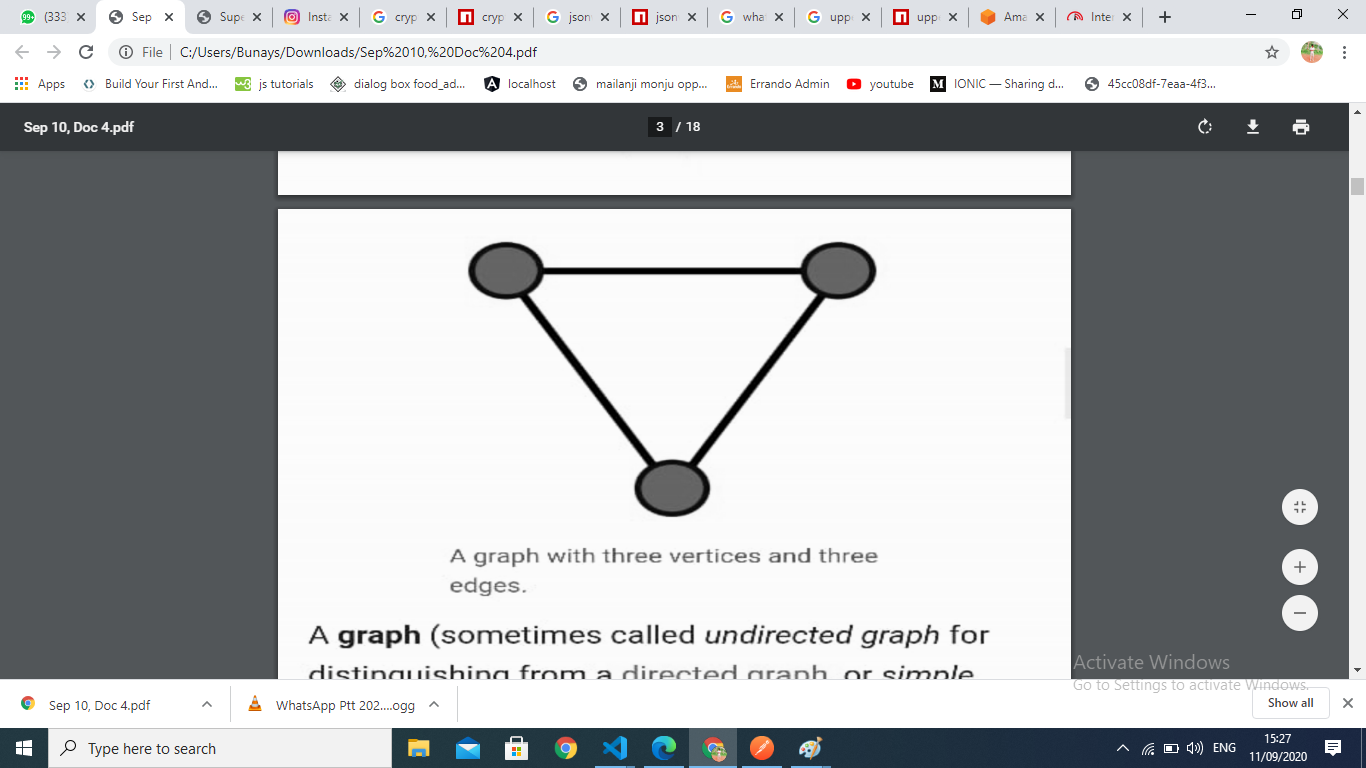 (333
Sep
Supe
Insta
cryp
cryp
json
json
wha
upp
upp
Ama
Inter
File
C:/Users/Bunays/Downloads/Sep%2010,%20Doc%204.pdf
Apps
Build Your First And...
js tutorials
dialog box food_ad...
localhost
mailanji monju opp...
Errando Admin
youtube
IONIC — Sharing d...
45cc08df-7eaa-4f3...
Sep 10, Doc 4.pdf
3 / 18
A graph with three vertices and three
edges.
A graph (sometimes called undirected graph for
distinguishing from a directed graph, or simple
Activate Windows
Go to Settings to activate Windows.
Sep 10, Doc 4.pdf
WhatsApp Ptt 202....ogg
Show all
Type here to search
ENG
15:27
11/09/2020